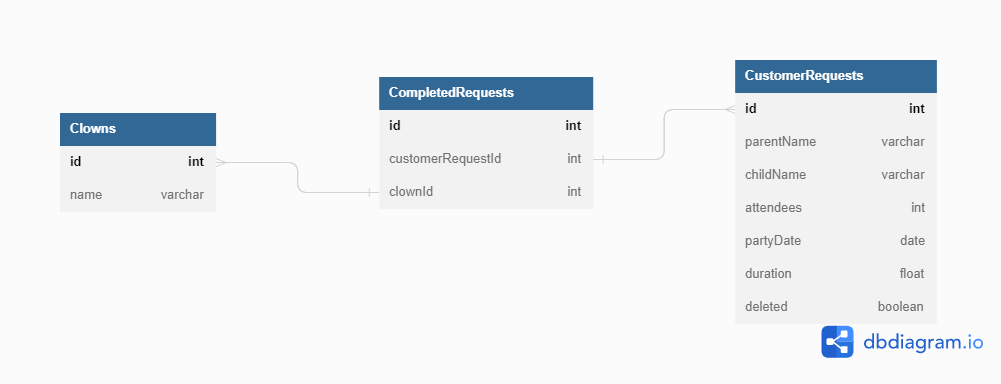 Clowns
id int
name varchar
CompletedRequests
id int
customerRequestId int
clownId int
CustomerRequests
id int
parentName varchar
childName varchar
attendees int
partyDate date
duration float
deleted boolean
dbdiagram.io